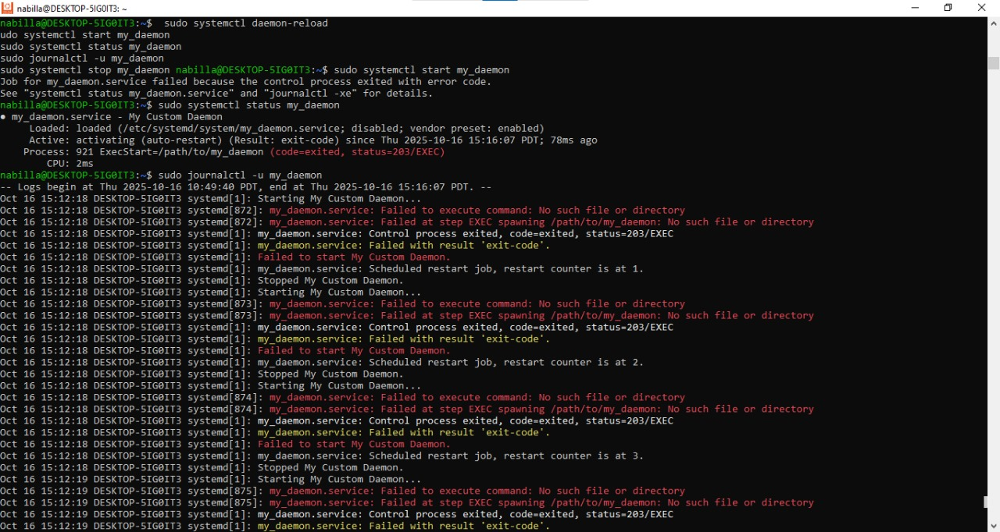 nabilla@DESKTOP-5IG0IT3: ~
nabilla@DESKTOP-5IG0IT3:~$  sudo systemctl daemon-reload
udo systemctl start my_daemon
sudo systemctl status my_daemon
sudo journalctl -u my_daemon
sudo systemctl stop my_daemon nabilla@DESKTOP-5IG0IT3:~$ sudo systemctl start my_daemon
Job for my_daemon.service failed because the control process exited with error code.
See "systemctl status my_daemon.service" and "journalctl -xe" for details.
nabilla@DESKTOP-5IG0IT3:~$ sudo systemctl status my_daemon
● my_daemon.service - My Custom Daemon
     Loaded: loaded (/etc/systemd/system/my_daemon.service; disabled; vendor preset: enabled)
     Active: activating (auto-restart) (Result: exit-code) since Thu 2025-10-16 15:16:07 PDT; 78ms ago
    Process: 921 ExecStart=/path/to/my_daemon (code=exited, status=203/EXEC)
        CPU: 2ms
nabilla@DESKTOP-5IG0IT3:~$ sudo journalctl -u my_daemon
-- Logs begin at Thu 2025-10-16 10:49:40 PDT, end at Thu 2025-10-16 15:16:07 PDT. --
Oct 16 15:12:18 DESKTOP-5IG0IT3 systemd[1]: Starting My Custom Daemon...
Oct 16 15:12:18 DESKTOP-5IG0IT3 systemd[872]: my_daemon.service: Failed to execute command: No such file or directory
Oct 16 15:12:18 DESKTOP-5IG0IT3 systemd[872]: my_daemon.service: Failed at step EXEC spawning /path/to/my_daemon: No such file or directory
Oct 16 15:12:18 DESKTOP-5IG0IT3 systemd[1]: my_daemon.service: Control process exited, code=exited, status=203/EXEC
Oct 16 15:12:18 DESKTOP-5IG0IT3 systemd[1]: my_daemon.service: Failed with result 'exit-code'.
Oct 16 15:12:18 DESKTOP-5IG0IT3 systemd[1]: Failed to start My Custom Daemon.
Oct 16 15:12:18 DESKTOP-5IG0IT3 systemd[1]: my_daemon.service: Scheduled restart job, restart counter is at 1.
Oct 16 15:12:18 DESKTOP-5IG0IT3 systemd[1]: Stopped My Custom Daemon.
Oct 16 15:12:18 DESKTOP-5IG0IT3 systemd[1]: Starting My Custom Daemon...
Oct 16 15:12:18 DESKTOP-5IG0IT3 systemd[873]: my_daemon.service: Failed to execute command: No such file or directory
Oct 16 15:12:18 DESKTOP-5IG0IT3 systemd[873]: my_daemon.service: Failed at step EXEC spawning /path/to/my_daemon: No such file or directory
Oct 16 15:12:18 DESKTOP-5IG0IT3 systemd[1]: my_daemon.service: Control process exited, code=exited, status=203/EXEC
Oct 16 15:12:18 DESKTOP-5IG0IT3 systemd[1]: my_daemon.service: Failed with result 'exit-code'.
Oct 16 15:12:18 DESKTOP-5IG0IT3 systemd[1]: Failed to start My Custom Daemon.
Oct 16 15:12:18 DESKTOP-5IG0IT3 systemd[1]: my_daemon.service: Scheduled restart job, restart counter is at 2.
Oct 16 15:12:18 DESKTOP-5IG0IT3 systemd[1]: Stopped My Custom Daemon.
Oct 16 15:12:18 DESKTOP-5IG0IT3 systemd[1]: Starting My Custom Daemon...
Oct 16 15:12:18 DESKTOP-5IG0IT3 systemd[874]: my_daemon.service: Failed to execute command: No such file or directory
Oct 16 15:12:18 DESKTOP-5IG0IT3 systemd[874]: my_daemon.service: Failed at step EXEC spawning /path/to/my_daemon: No such file or directory
Oct 16 15:12:18 DESKTOP-5IG0IT3 systemd[1]: my_daemon.service: Control process exited, code=exited, status=203/EXEC
Oct 16 15:12:18 DESKTOP-5IG0IT3 systemd[1]: my_daemon.service: Failed with result 'exit-code'.
Oct 16 15:12:18 DESKTOP-5IG0IT3 systemd[1]: Failed to start My Custom Daemon.
Oct 16 15:12:18 DESKTOP-5IG0IT3 systemd[1]: my_daemon.service: Scheduled restart job, restart counter is at 3.
Oct 16 15:12:18 DESKTOP-5IG0IT3 systemd[1]: Stopped My Custom Daemon.
Oct 16 15:12:19 DESKTOP-5IG0IT3 systemd[1]: Starting My Custom Daemon...
Oct 16 15:12:19 DESKTOP-5IG0IT3 systemd[875]: my_daemon.service: Failed to execute command: No such file or directory
Oct 16 15:12:19 DESKTOP-5IG0IT3 systemd[875]: my_daemon.service: Failed at step EXEC spawning /path/to/my_daemon: No such file or directory
Oct 16 15:12:19 DESKTOP-5IG0IT3 systemd[1]: my_daemon.service: Control process exited, code=exited, status=203/EXEC
Oct 16 15:12:19 DESKTOP-5IG0IT3 systemd[1]: my_daemon.service: Failed with result 'exit-code'.